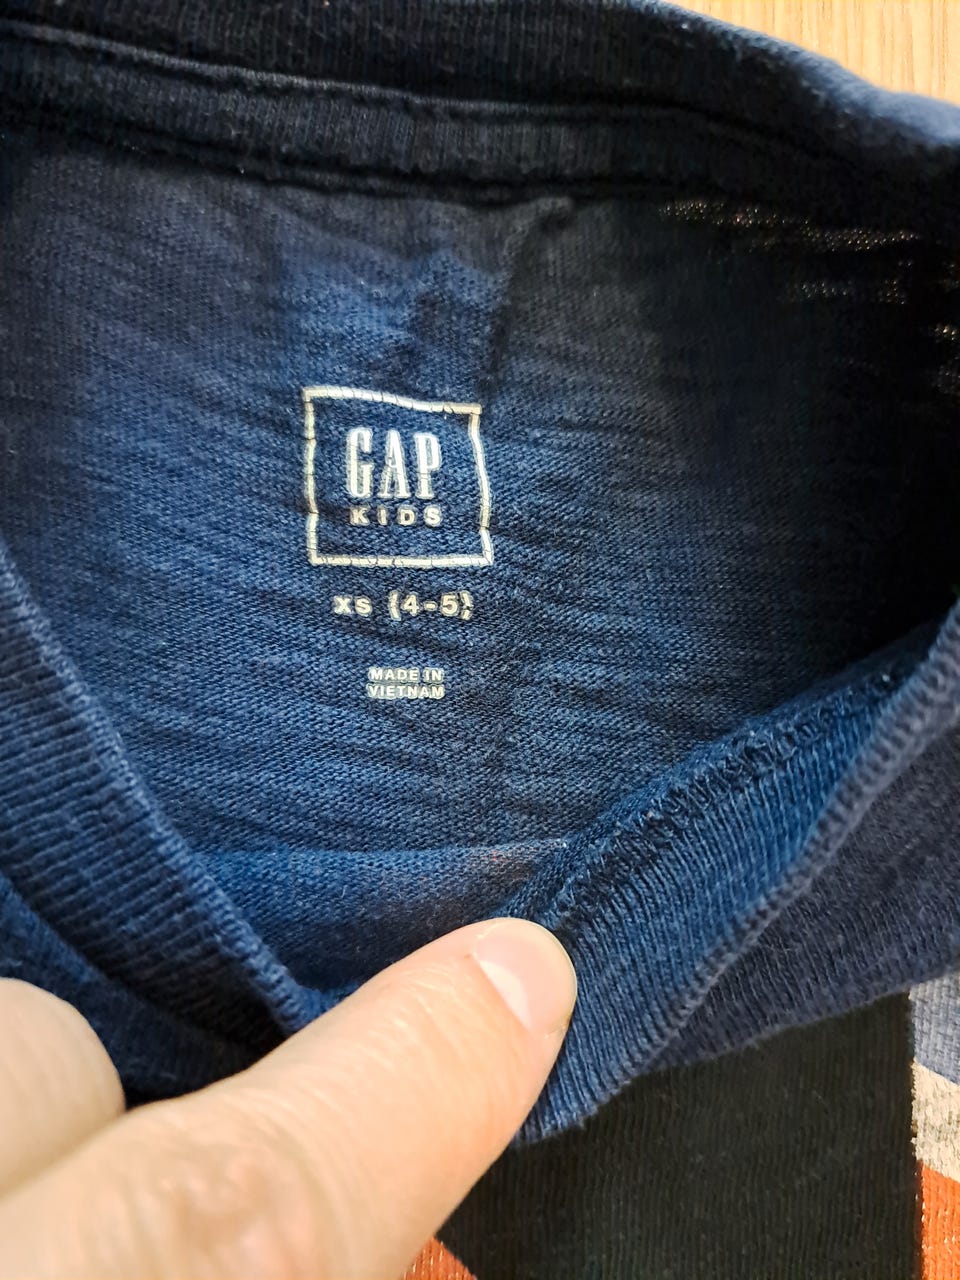 GAP
KIDS
XS (4-5)
MADE IN
VIETNAM